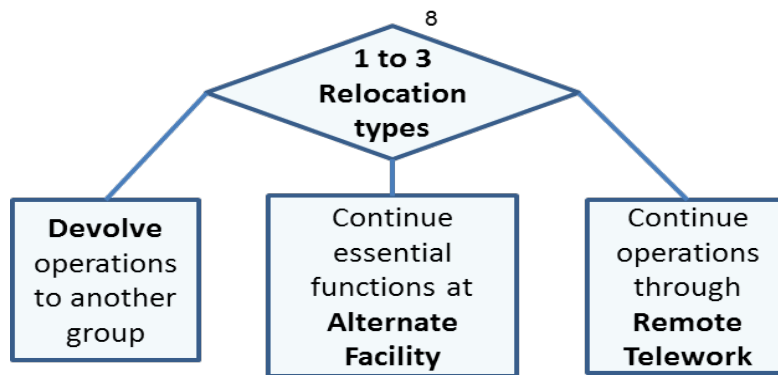 8
1 to 3
Relocation
types
Devolve
operations
to another
group
Continue
essential
functions at
Alternate
Facility
Continue
operations
through
Remote
Telework